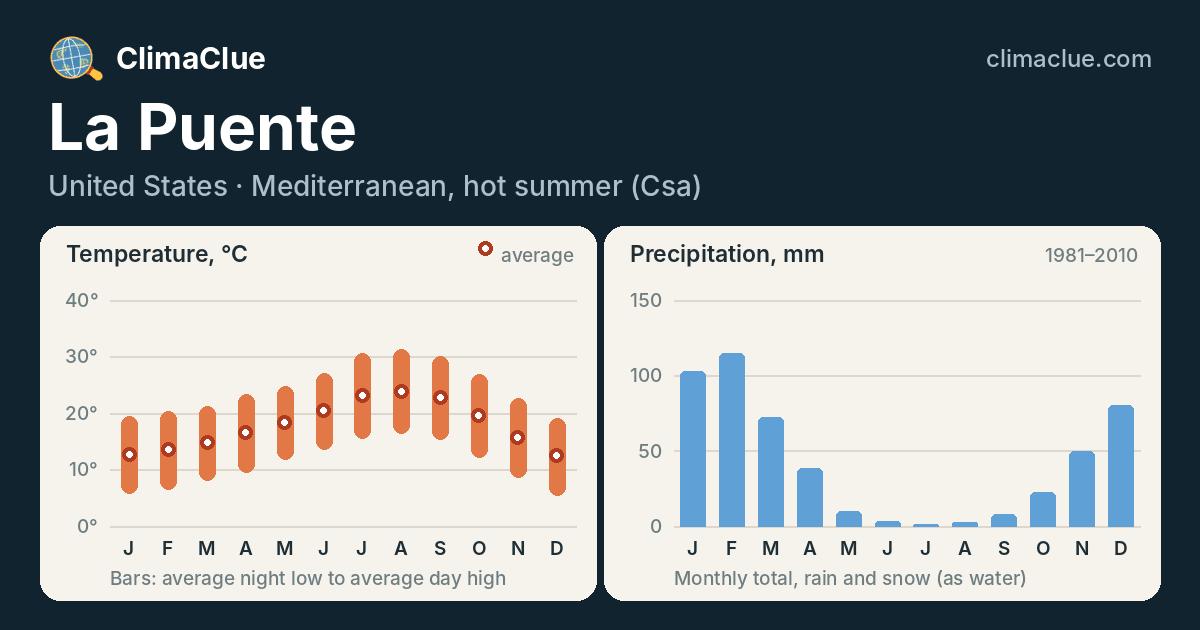 ClimaClue
climaclue.com
La Puente
United States · Mediterranean, hot summer (Csa)
Temperature, °C
average
40°
30°
20°
10°
0°
J F M A M J J A S O N D
Bars: average night low to average day high
Precipitation, mm
1981–2010
150
100
50
0
J F M A M J J A S O N D
Monthly total, rain and snow (as water)